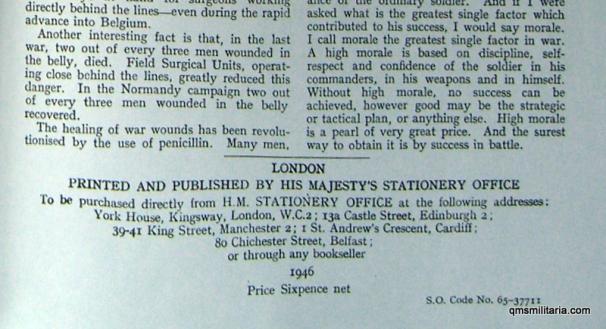 directly behind the lines—even during the rapid
advance into Belgium.
Another interesting fact is that, in the last
war, two out of every three men wounded in
the belly, died. Field Surgical Units, operat-
ing close behind the lines, greatly reduced this
danger. In the Normandy campaign two out
of every three men wounded in the belly
recovered.
The healing of war wounds has been revolu-
tionised by the use of penicillin. Many men,
asked what is the greatest single factor which
contributed to his success, I would say morale.
I call morale the greatest single factor in war.
A high morale is based on discipline, self-
respect and confidence of the soldier in his
commanders, in his weapons and in himself.
Without high morale, no success can be
achieved, however good may be the strategic
or tactical plan, or anything else. High morale
is a pearl of very great price. And the surest
way to obtain it is by success in battle.
LONDON
PRINTED AND PUBLISHED BY HIS MAJESTY'S STATIONERY OFFICE
To be purchased directly from H.M. STATIONERY OFFICE at the following addresses:
York House, Kingsway, London, W.C.2; 13a Castle Street, Edinburgh 2;
39-41 King Street, Manchester 2; 1 St. Andrew's Crescent, Cardiff;
80 Chichester Street, Belfast;
or through any bookseller
1946
Price Sixpence net
S.O. Code No. 65-37711
qmsmilitaria.com